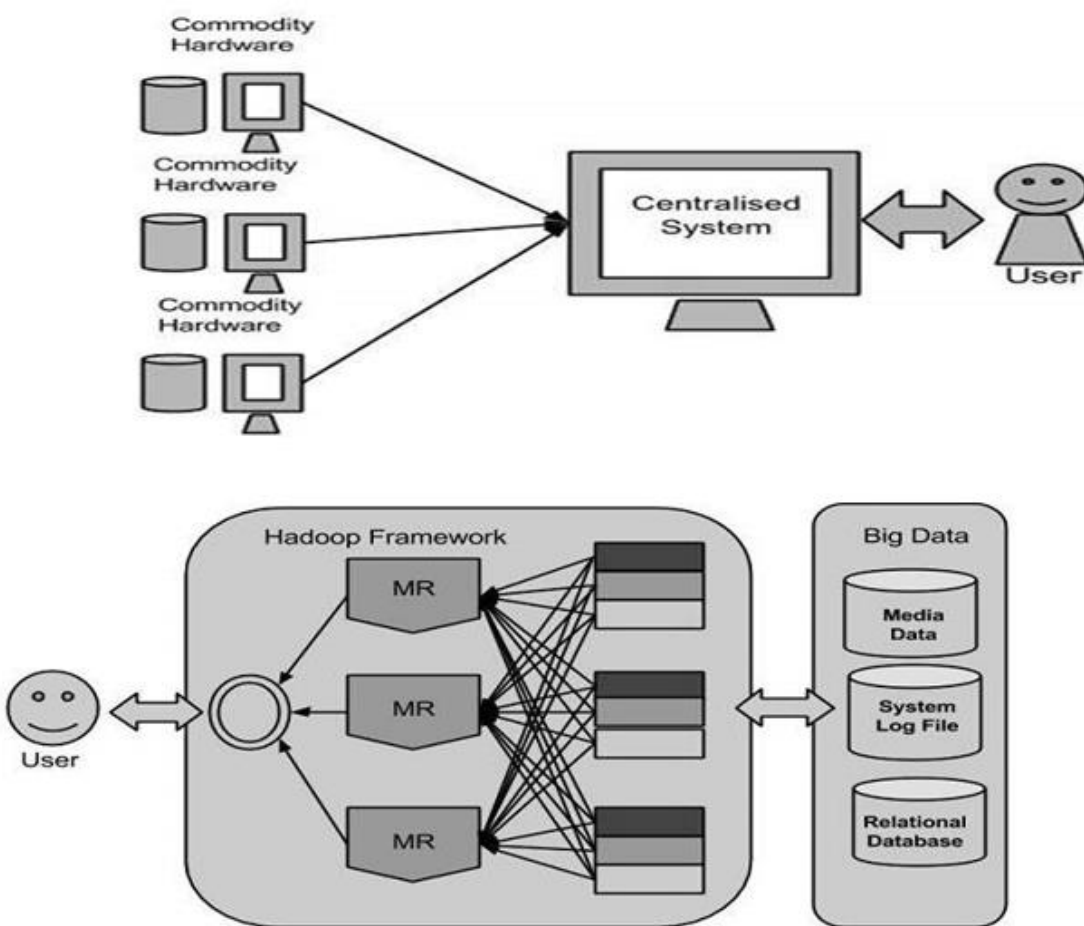 Commodity
Hardware
Commodity
Hardware
Commodity
Hardware
Centralised
System
User
Hadoop Framework
MR
MR
MR
User
Big Data
Media
Data
System
Log File
Relational
Database